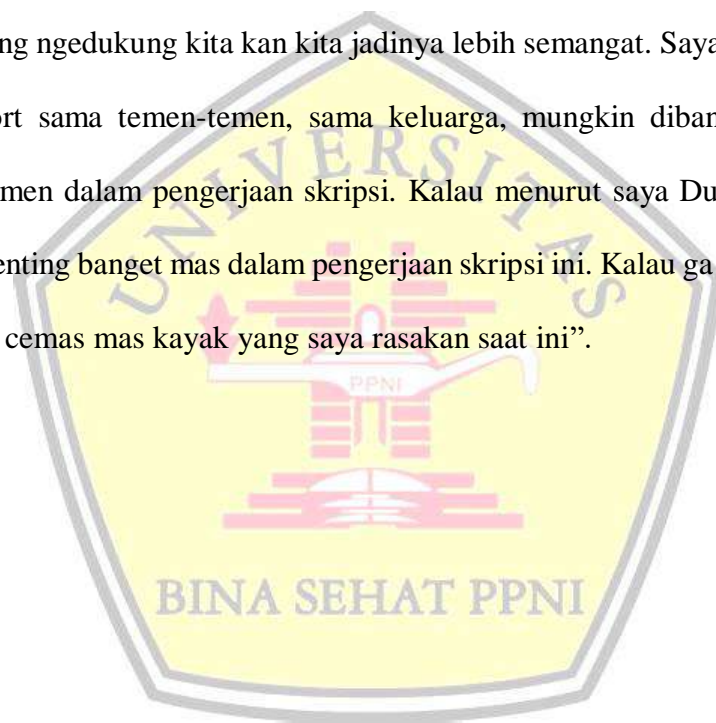 ng ngedukung kita kan kita jadinya lebih semangat. Saya
ort sama temen-temen, sama keluarga, mungkin diban
men dalam pengerjaan skripsi. Kalau menurut saya Du
enting banget mas dalam pengerjaan skripsi ini. Kalau ga
cemas mas kayak yang saya rasakan saat ini”.
UNIVERSITAS
PPNI
BINA SEHAT PPNI